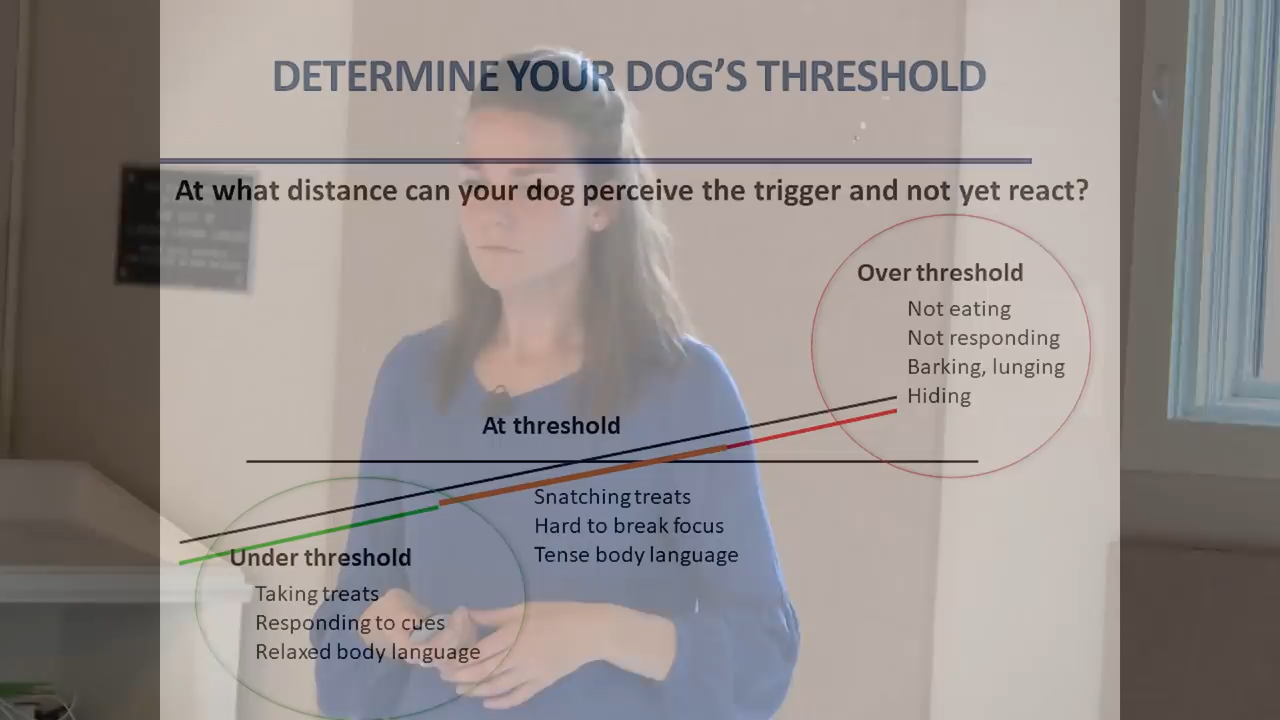 DETERMINE YOUR DOG'S THRESHOLD
At what distance can your dog perceive the trigger and not yet react?
Over threshold
Not eating
Not responding
Barking, lunging
Hiding
At threshold
Snatching treats
Hard to break focus
Tense body language
Under threshold
Taking treats
Responding to cues
Relaxed body language